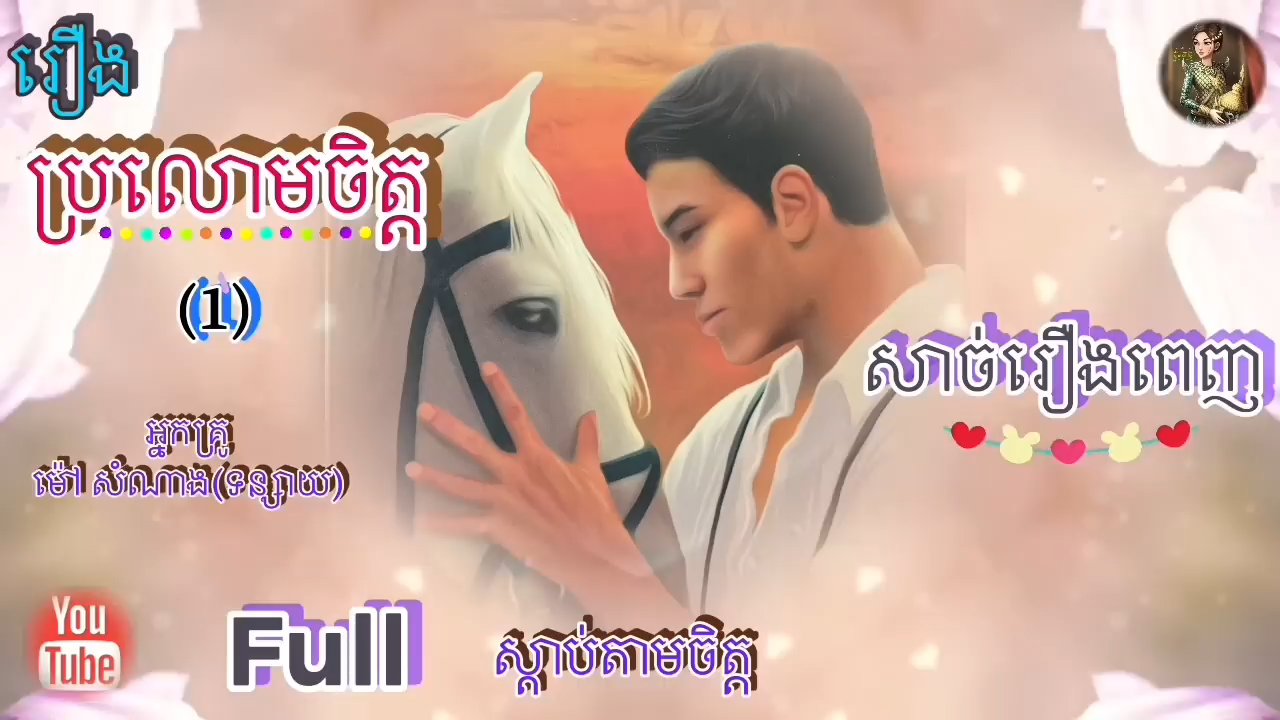 រឿង
ប្រលោមចិត្ត
(1)
សាច់រឿងពេញ
អ្នកគ្រូ
ម៉ៅ សំណាង(ទន្សាយ)
You
Tube
Full
ស្តាប់តាមចិត្ត